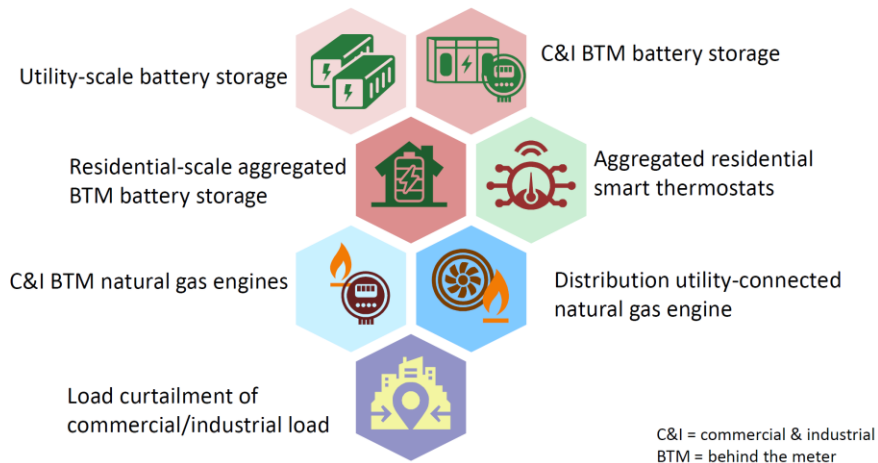 Utility-scale battery storage
C&I BTM battery storage
Residential-scale aggregated
BTM battery storage
Aggregated residential
smart thermostats
C&I BTM natural gas engines
Distribution utility-connected
natural gas engine
Load curtailment of
commercial/industrial load
C&I = commercial & industrial
BTM = behind the meter